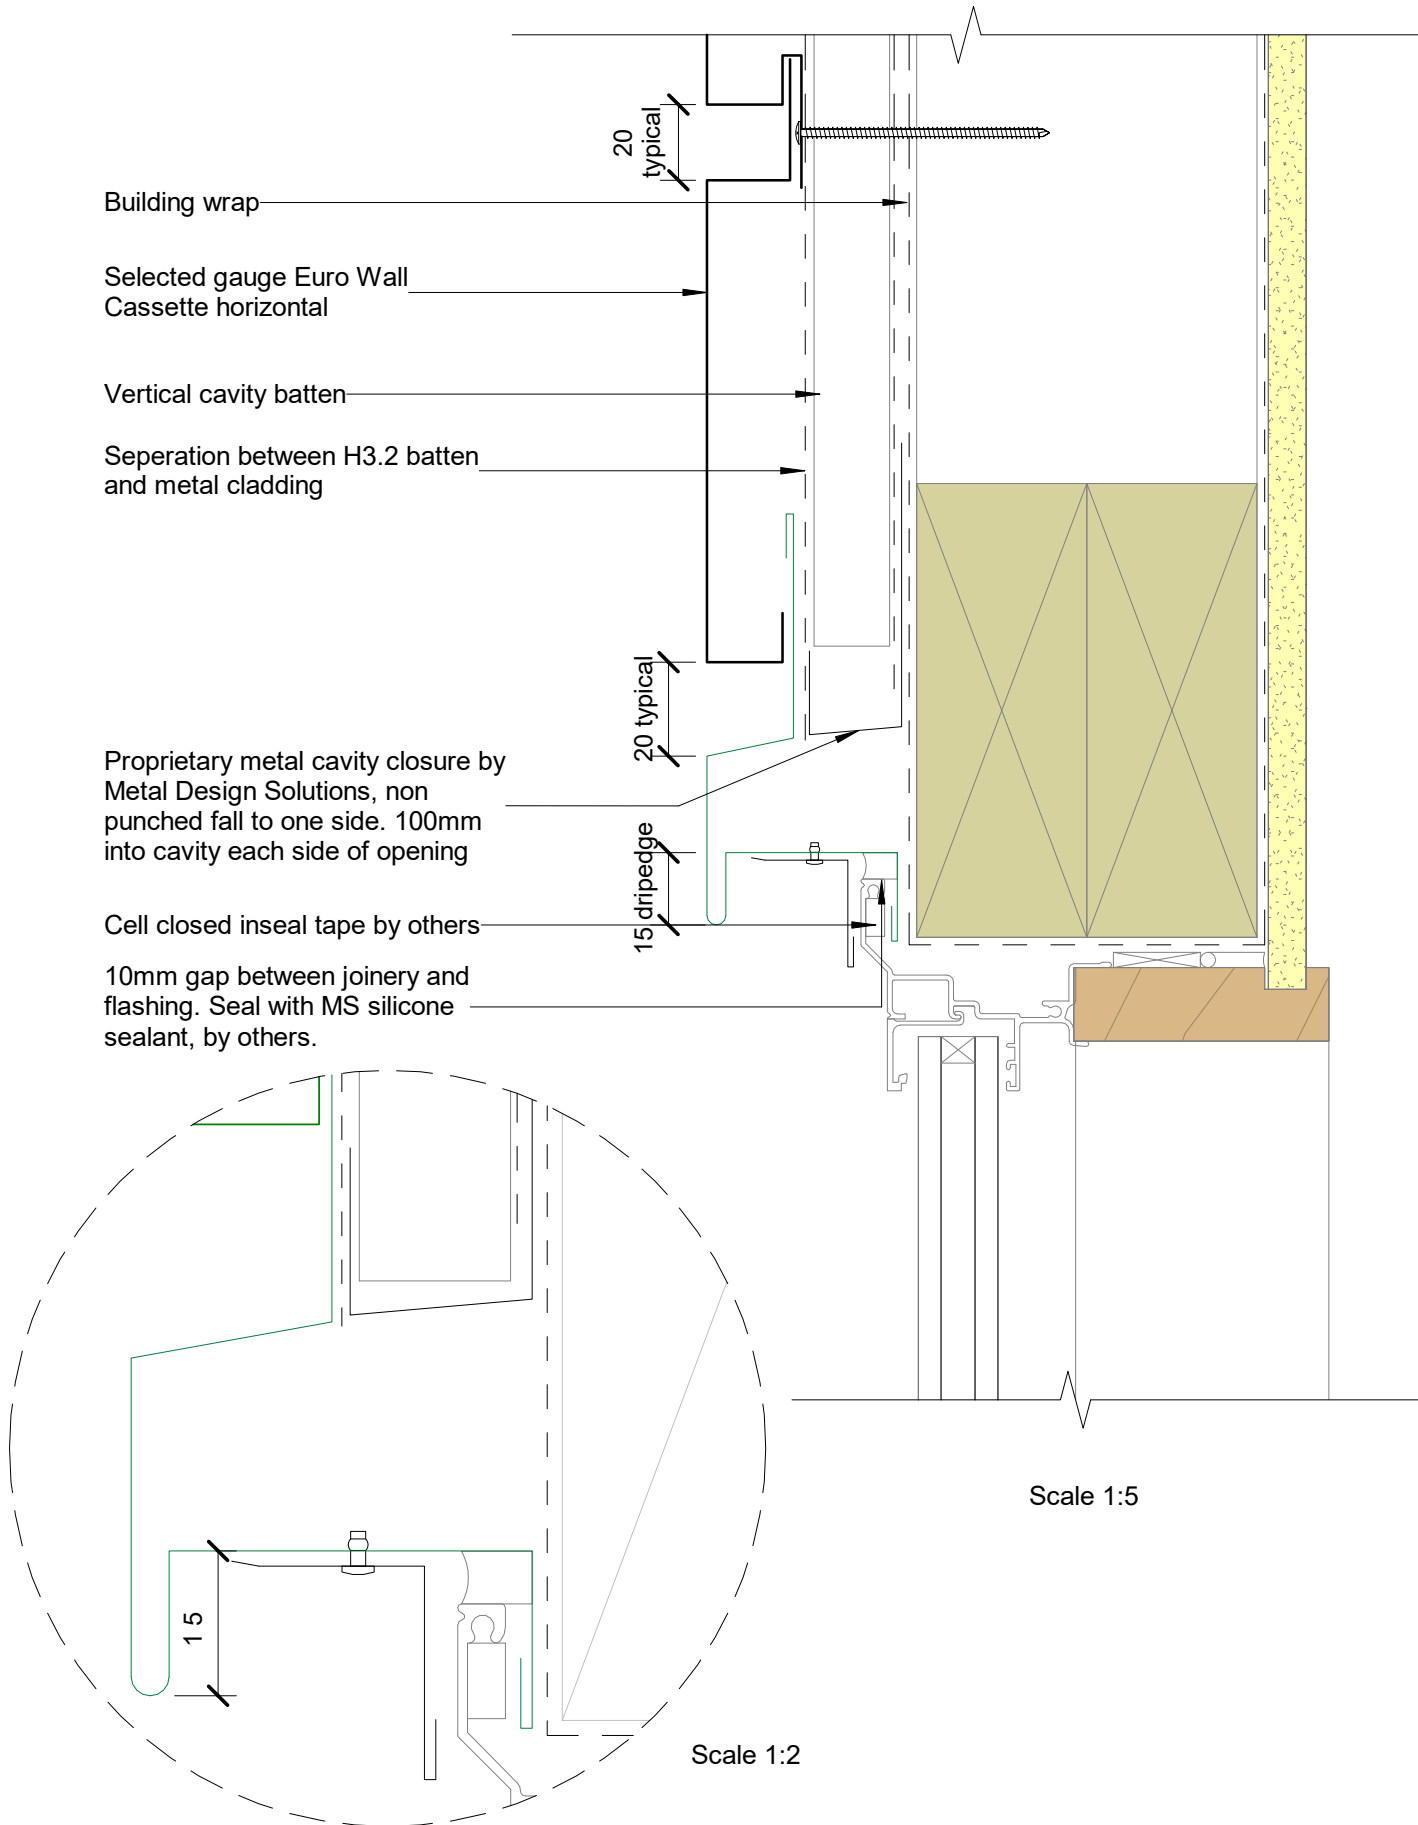 20
typical
Building wrap
Selected gauge Euro Wall
Cassette horizontal
Vertical cavity batten
Seperation between H3.2 batten
and metal cladding
20 typical
Proprietary metal cavity closure by
Metal Design Solutions, non
punched fall to one side. 100mm
into cavity each side of opening
15 dripedge
Cell closed inseal tape by others
10mm gap between joinery and
flashing. Seal with MS silicone
sealant, by others.
Scale 1:5
15
Scale 1:2